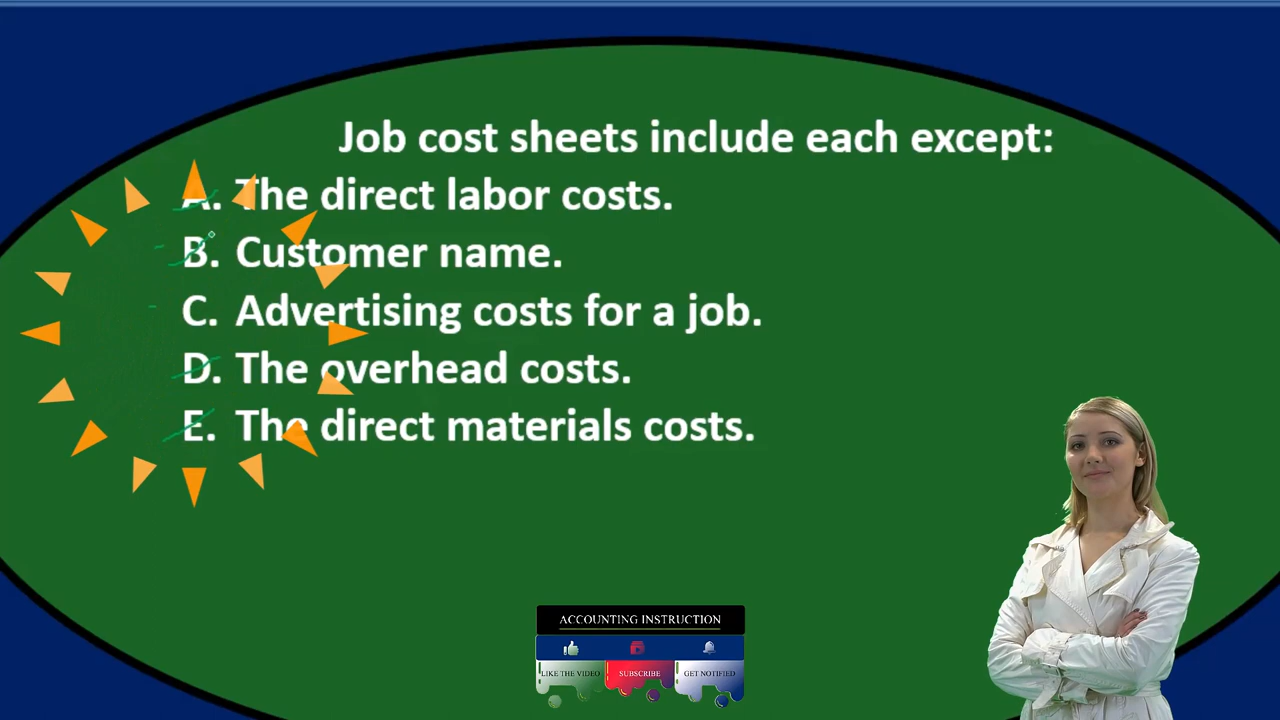 Job cost sheets include each except:
A. The direct labor costs.
B. Customer name.
C. Advertising costs for a job.
D. The overhead costs.
E. The direct materials costs.
ACCOUNTING INSTRUCTION
LIKE THE VIDEO SUBSCRIBE GET NOTIFIED